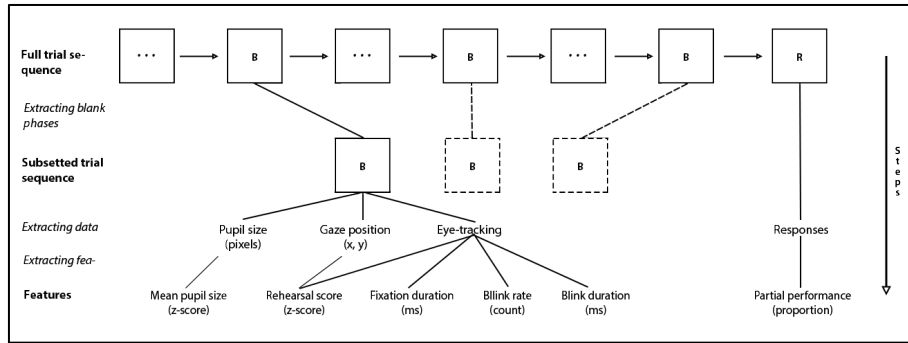 Full trial se-
quence
... B ... B ... B R
Extracting blank
phases
Subsetted trial
sequence
B B B
Extracting data
Pupil size
(pixels)
Gaze position
(x, y)
Eye-tracking
Responses
Extracting fea-
Features
Mean pupil size
(z-score)
Rehearsal score
(z-score)
Fixation duration
(ms)
Bllink rate
(count)
Blink duration
(ms)
Partial performance
(proportion)
Steps